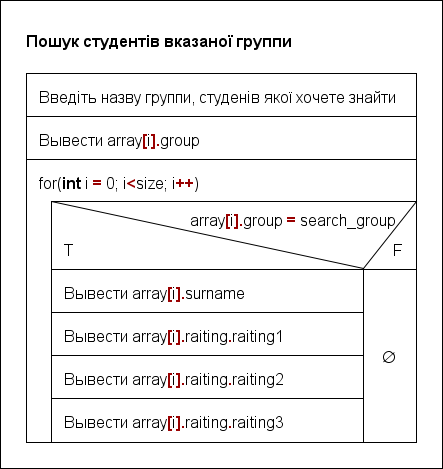 Пошук студентів вказаної группи
Введіть назву группи, студенів якої хочете знайти
Вывести array[i].group
for(int i = 0; i<size; i++)
array[i].group = search_group
T
F
Вывести array[i].surname
Вывести array[i].raiting.raiting1
∅
Вывести array[i].raiting.raiting2
Вывести array[i].raiting.raiting3